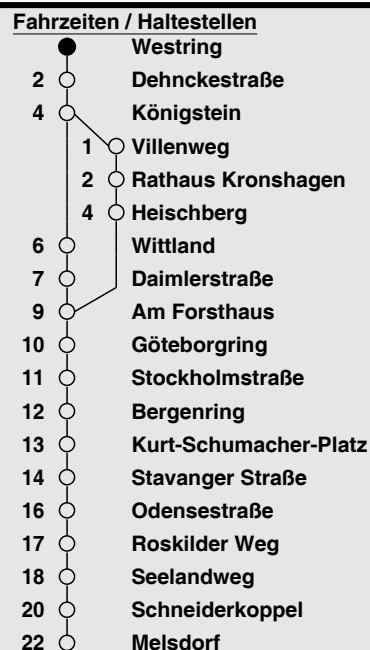 Fahrzeiten / Haltestellen
Westring
2 Dehnckestraße
4 Königstein
1 Villenweg
2 Rathaus Kronshagen
4 Heischberg
6 Wittland
7 Daimlerstraße
9 Am Forsthaus
10 Göteborgring
11 Stockholmstraße
12 Bergenring
13 Kurt-Schumacher-Platz
14 Stavanger Straße
16 Odensestraße
17 Roskilder Weg
18 Seelandweg
20 Schneiderkoppel
22 Melsdorf